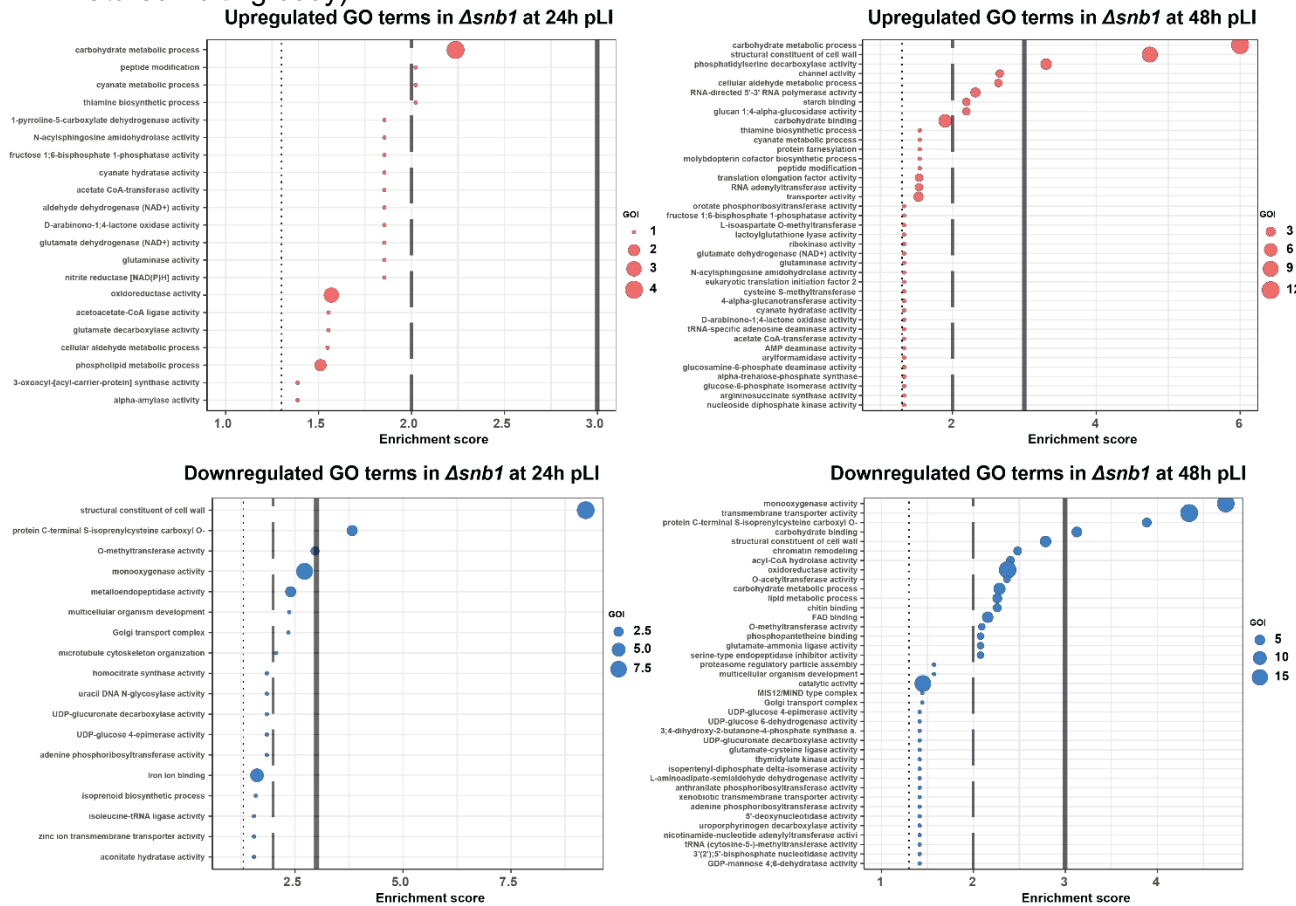 Upregulated GO terms in Δsnb1 at 24h pLI
carbohydrate metabolic process
peptide modification
cyanate metabolic process
thiamine biosynthetic process
1-pyrroline-5-carboxylate dehydrogenase activity
N-acylsphingosine amidohydrolase activity
fructose 1;6-bisphosphate 1-phosphatase activity
cyanate hydratase activity
acetate CoA-transferase activity
aldehyde dehydrogenase (NAD+) activity
D-arabinono-1;4-lactone oxidase activity
glutamate dehydrogenase (NAD+) activity
glutaminase activity
nitrite reductase [NAD(P)H] activity
oxidoreductase activity
acetoacetate-CoA ligase activity
glutamate decarboxylase activity
cellular aldehyde metabolic process
phospholipid metabolic process
3-oxoacyl-[acyl-carrier-protein] synthase activity
alpha-amylase activity
1.0 1.5 2.0 2.5 3.0
Enrichment score
GOI
1
2
3
4
Upregulated GO terms in Δsnb1 at 48h pLI
carbohydrate metabolic process
structural constituent of cell wall
phosphatidylserine decarboxylase activity
channel activity
cellular aldehyde metabolic process
RNA-directed 5'-3' RNA polymerase activity
starch binding
glucan 1;4-alpha-glucosidase activity
carbohydrate binding
thiamine biosynthetic process
cyanate metabolic process
protein farnesylation
molybdopterin cofactor biosynthetic process
peptide modification
translation elongation factor activity
RNA adenylyltransferase activity
transporter activity
orotate phosphoribosyltransferase activity
fructose 1;6-bisphosphate 1-phosphatase activity
L-isoaspartate O-methyltransferase
lactoylglutathione lyase activity
ribokinase activity
glutamate dehydrogenase (NAD+) activity
glutaminase activity
N-acylsphingosine amidohydrolase activity
eukaryotic translation initiation factor 2
cysteine S-methyltransferase
4-alpha-glucanotransferase activity
cyanate hydratase activity
D-arabinono-1;4-lactone oxidase activity
tRNA-specific adenosine deaminase activity
acetate CoA-transferase activity
AMP deaminase activity
arylformamidase activity
glucosamine-6-phosphate deaminase activity
alpha-trehalose-phosphate synthase
glucose-6-phosphate isomerase activity
argininosuccinate synthase activity
nucleoside diphosphate kinase activity
2 4 6
Enrichment score
GOI
3
6
9
12
Downregulated GO terms in Δsnb1 at 24h pLI
structural constituent of cell wall
protein C-terminal S-isoprenylcysteine carboxyl O-
O-methyltransferase activity
monooxygenase activity
metalloendopeptidase activity
multicellular organism development
Golgi transport complex
microtubule cytoskeleton organization
homocitrate synthase activity
uracil DNA N-glycosylase activity
UDP-glucuronate decarboxylase activity
UDP-glucose 4-epimerase activity
adenine phosphoribosyltransferase activity
iron ion binding
isoprenoid biosynthetic process
isoleucine-tRNA ligase activity
zinc ion transmembrane transporter activity
aconitate hydratase activity
2.5 5.0 7.5
Enrichment score
GOI
2.5
5.0
7.5
Downregulated GO terms in Δsnb1 at 48h pLI
monooxygenase activity
transmembrane transporter activity
protein C-terminal S-isoprenylcysteine carboxyl O-
carbohydrate binding
structural constituent of cell wall
chromatin remodeling
acyl-CoA hydrolase activity
oxidoreductase activity
O-acetyltransferase activity
carbohydrate metabolic process
lipid metabolic process
chitin binding
FAD binding
O-methyltransferase activity
phosphopantetheine binding
glutamate-ammonia ligase activity
serine-type endopeptidase inhibitor activity
proteasome regulatory particle assembly
multicellular organism development
catalytic activity
MIS12/MIND type complex
Golgi transport complex
UDP-glucose 4-epimerase activity
UDP-glucose 6-dehydrogenase activity
3;4-dihydroxy-2-butanone-4-phosphate synthase a.
UDP-glucuronate decarboxylase activity
glutamate-cysteine ligase activity
thymidylate kinase activity
isopentenyl-diphosphate delta-isomerase activity
L-aminoadipate-semialdehyde dehydrogenase activity
anthranilate phosphoribosyltransferase activity
xenobiotic transmembrane transporter activity
adenine phosphoribosyltransferase activity
5'-deoxynucleotidase activity
uroporphyrinogen decarboxylase activity
nicotinamide-nucleotide adenylyltransferase activi
tRNA (cytosine-5-)-methyltransferase activity
3'(2');5'-bisphosphate nucleotidase activity
GDP-mannose 4;6-dehydratase activity
1 2 3 4
Enrichment score
GOI
5
10
15